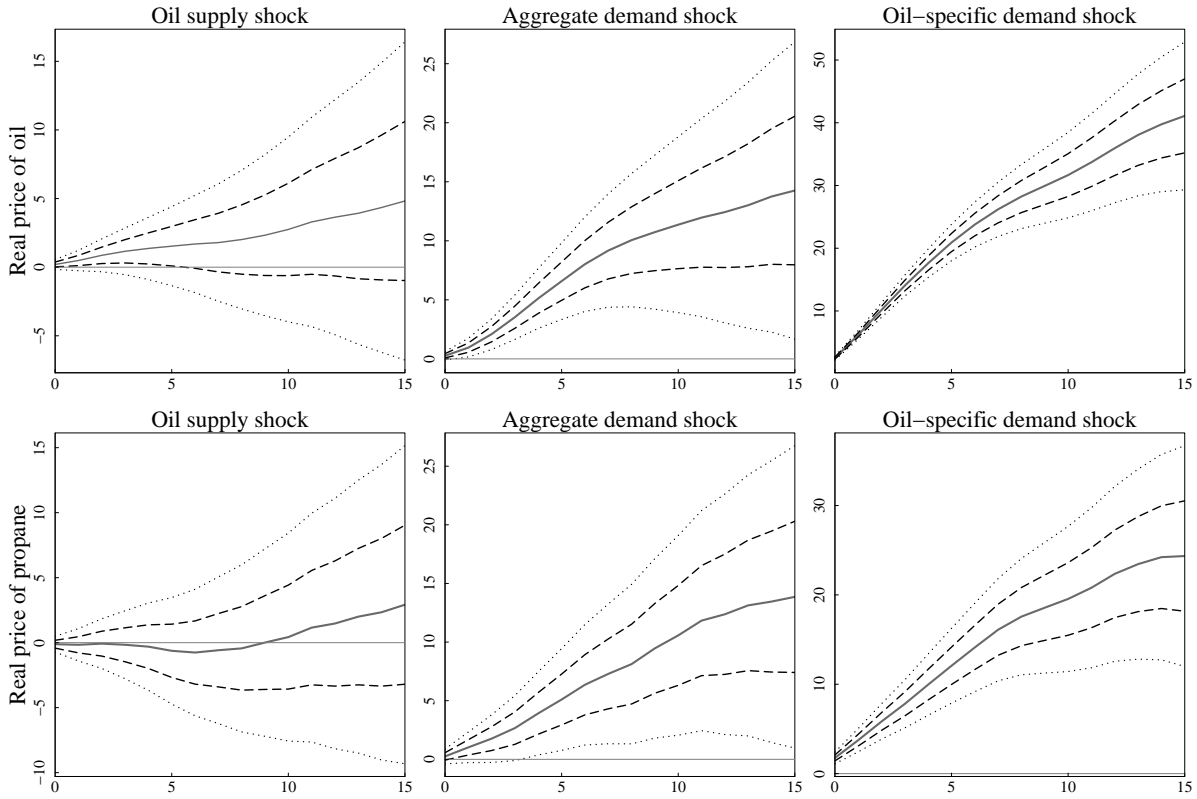 Oil supply shock
Aggregate demand shock
Oil−specific demand shock
Real price of oil
15
10
5
0
−5
0 5 10 15
25
20
15
10
5
0
0 5 10 15
50
40
30
20
10
0 5 10 15
Oil supply shock
Aggregate demand shock
Oil−specific demand shock
Real price of propane
15
10
5
0
−5
−10
0 5 10 15
25
20
15
10
5
0
0 5 10 15
30
20
10
0
0 5 10 15